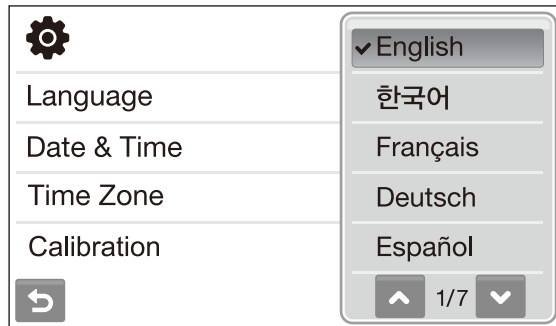 Language
Date & Time
Time Zone
Calibration
English
한국어
Français
Deutsch
Español
1/7